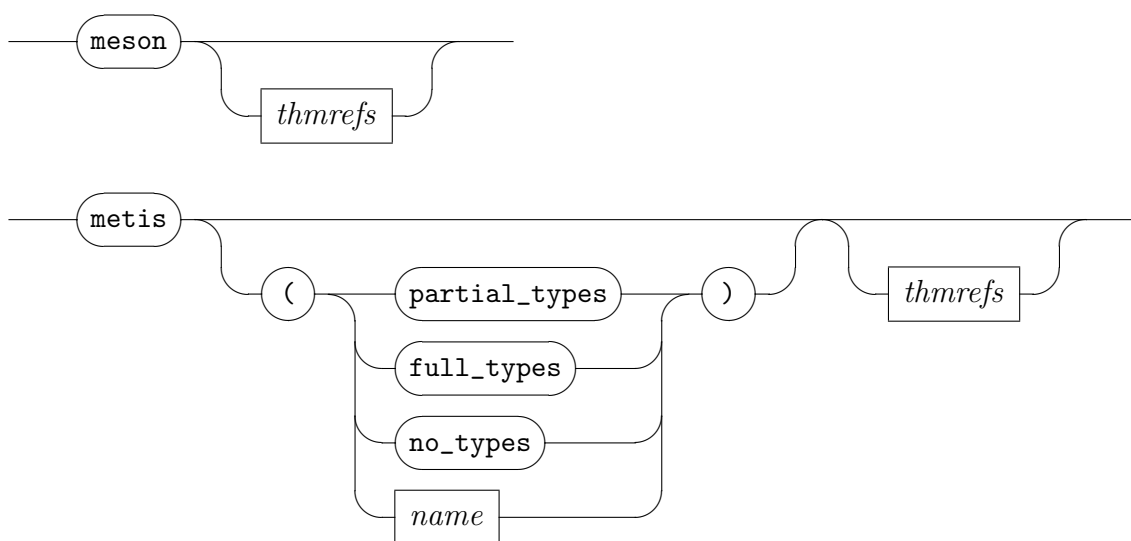 meson
thmrefs
metis
( partial_types ) thmrefs
full_types
no_types
name